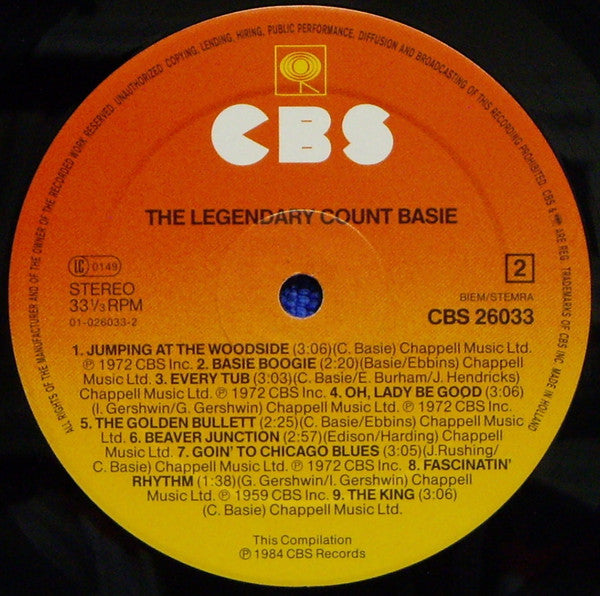 ALL RIGHTS OF THE MANUFACTURER AND OF THE OWNER OF THE RECORDED WORK RESERVED. UNAUTHORIZED COPYING, LENDING, HIRING, PUBLIC PERFORMANCE, DIFFUSION AND BROADCASTING OF THIS RECORDING PROHIBITED. CBS & ARE REG. TRADEMARKS OF CBS INC. MADE IN HOLLAND
CBS
THE LEGENDARY COUNT BASIE
LC 0149
STEREO
33⅓ RPM
01-026033-2
2
BIEM/STEMRA
CBS 26033
1. JUMPING AT THE WOODSIDE (3:06)(C. Basie) Chappell Music Ltd.
℗ 1972 CBS Inc. 2. BASIE BOOGIE (2:20)(Basie/Ebbins) Chappell
Music Ltd. 3. EVERY TUB (3:03)(C. Basie/E. Burham/J. Hendricks)
Chappell Music Ltd. ℗ 1972 CBS Inc. 4. OH, LADY BE GOOD (3:06)
(I. Gershwin/G. Gershwin) Chappell Music Ltd. ℗ 1972 CBS Inc.
5. THE GOLDEN BULLETT (2:25)(C. Basie/Ebbins) Chappell Music
Ltd. 6. BEAVER JUNCTION (2:57)(Edison/Harding) Chappell
Music Ltd. 7. GOIN' TO CHICAGO BLUES (3:05)(J.Rushing/
C. Basie) Chappell Music Ltd. ℗ 1972 CBS Inc. 8. FASCINATIN'
RHYTHM (1:38)(G. Gershwin/I. Gershwin) Chappell
Music Ltd. ℗ 1959 CBS Inc. 9. THE KING (3:06)
(C. Basie) Chappell Music Ltd.
This Compilation
℗ 1984 CBS Records